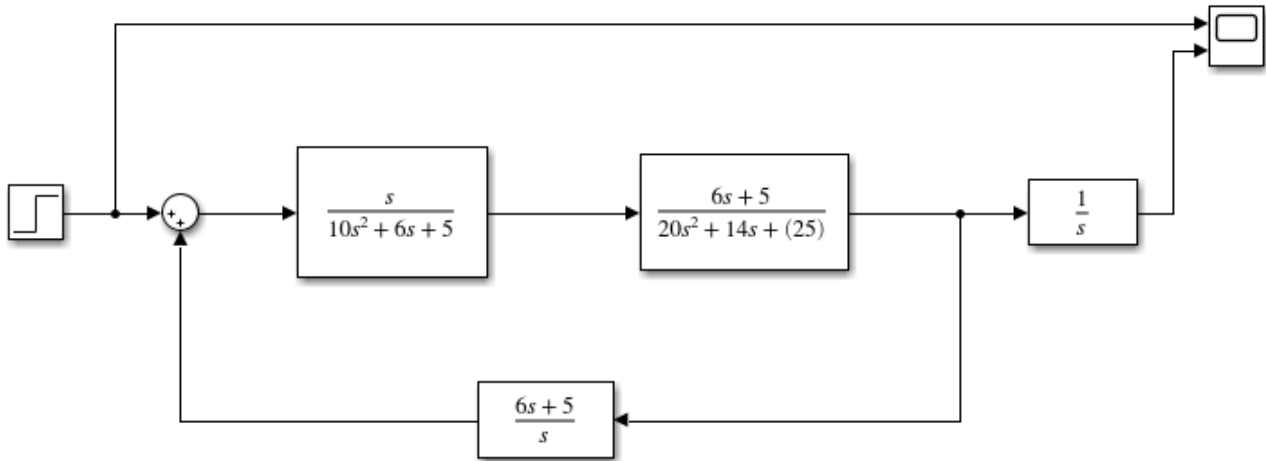 +
+
s
10s² + 6s + 5
6s + 5
20s² + 14s + (25)
1
s
6s + 5
s